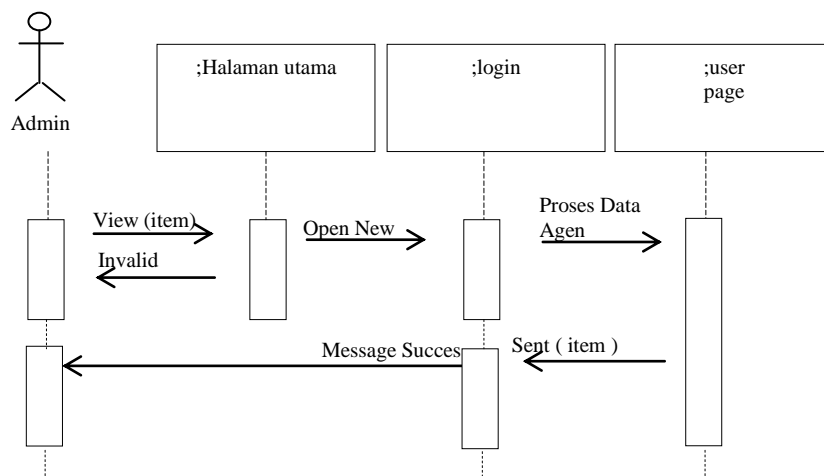 ;Halaman utama
;login
;user
page
Admin
View (item)
Open New
Proses Data
Agen
Invalid
Message Succes
Sent ( item )